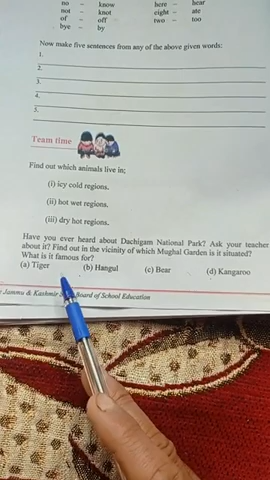 no – know here – hear
not – knot eight – ate
of – off two – too
bye – by
Now make five sentences from any of the above given words:
1.
2.
3.
4.
5.
Team time
Find out which animals live in;
(i) icy cold regions.
(ii) hot wet regions.
(iii) dry hot regions.
Have you ever heard about Dachigam National Park? Ask your teacher
about it? Find out in the vicinity of which Mughal Garden is it situated?
What is it famous for?
(a) Tiger (b) Hangul (c) Bear (d) Kangaroo
Jammu & Kashmir Board of School Education